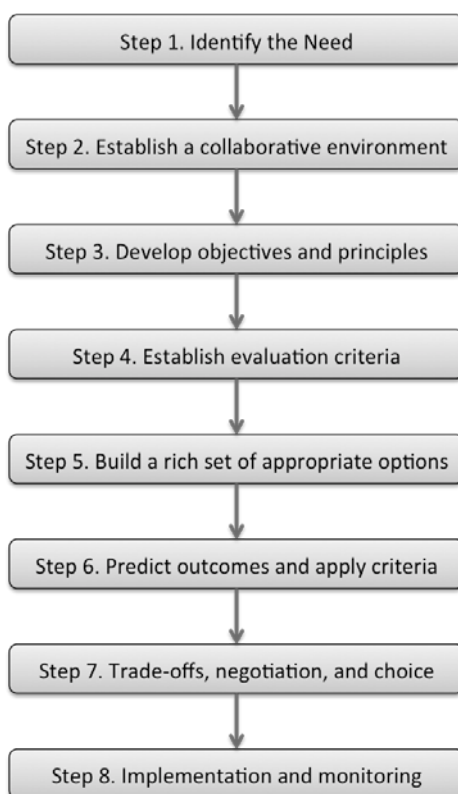 Step 1. Identify the Need
Step 2. Establish a collaborative environment
Step 3. Develop objectives and principles
Step 4. Establish evaluation criteria
Step 5. Build a rich set of appropriate options
Step 6. Predict outcomes and apply criteria
Step 7. Trade-offs, negotiation, and choice
Step 8. Implementation and monitoring